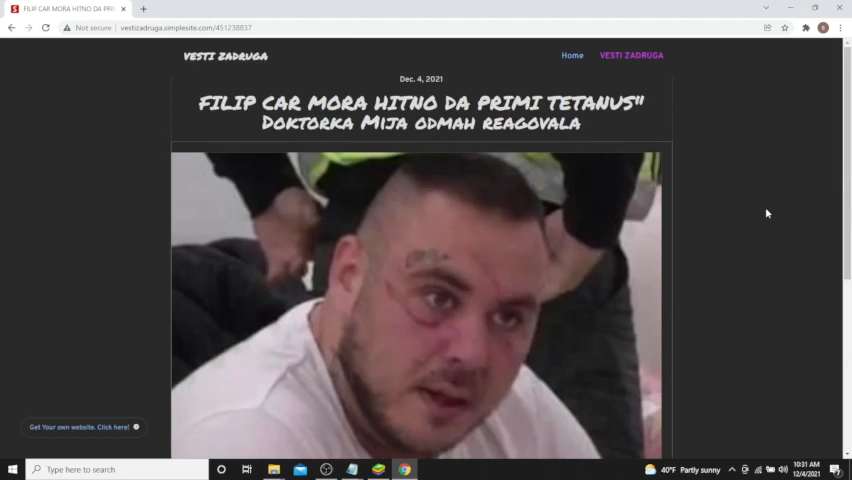 FILIP CAR MORA HITNO DA PRI
Not secure
vestizadruga.simplesite.com/451238837
VESTI ZADRUGA
Home
VESTI ZADRUGA
Dec. 4, 2021
FILIP CAR MORA HITNO DA PRIMI TETANUS"
Doktorka Mija odmah reagovala
Get Your own website. Click here!
Type here to search
40°F Partly sunny
10:31 AM
12/4/2021